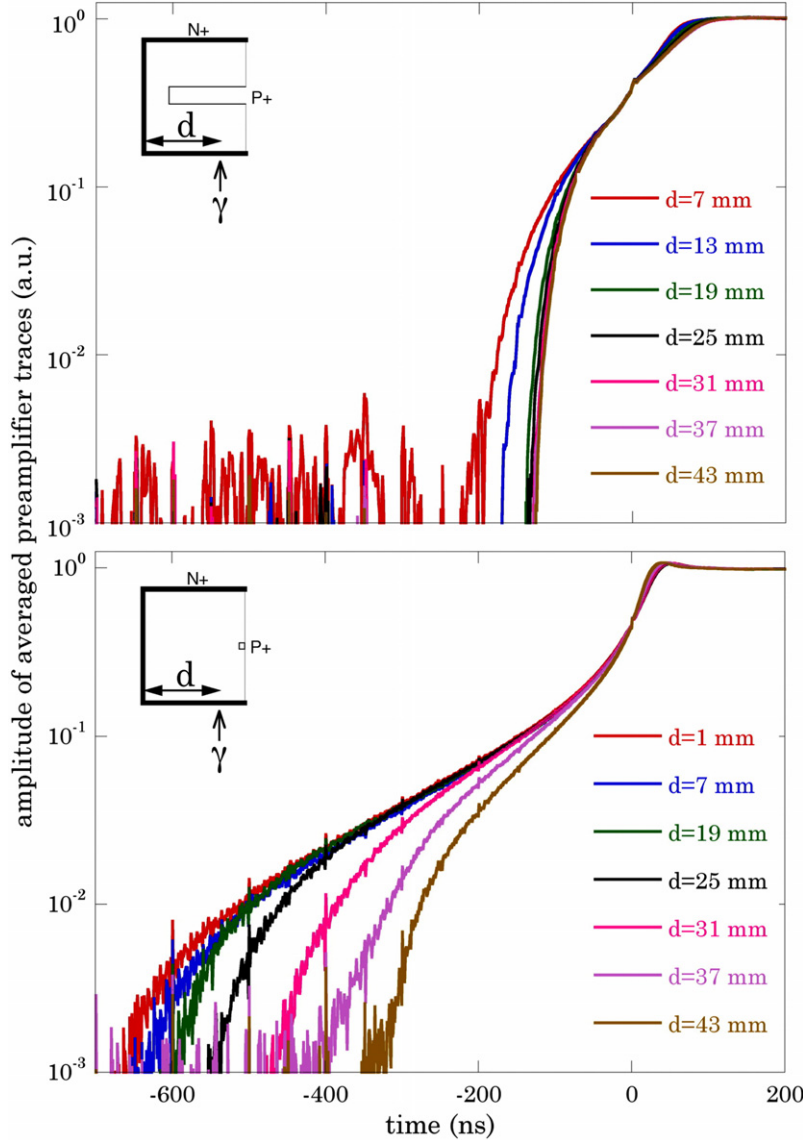 amplitude of averaged preamplifier traces (a.u.)
10^0
10^-1
10^-2
10^-3
N+
P+
d
γ
d=7 mm
d=13 mm
d=19 mm
d=25 mm
d=31 mm
d=37 mm
d=43 mm
10^0
10^-1
10^-2
10^-3
N+
P+
d
γ
d=1 mm
d=7 mm
d=19 mm
d=25 mm
d=31 mm
d=37 mm
d=43 mm
-600 -400 -200 0 200
time (ns)